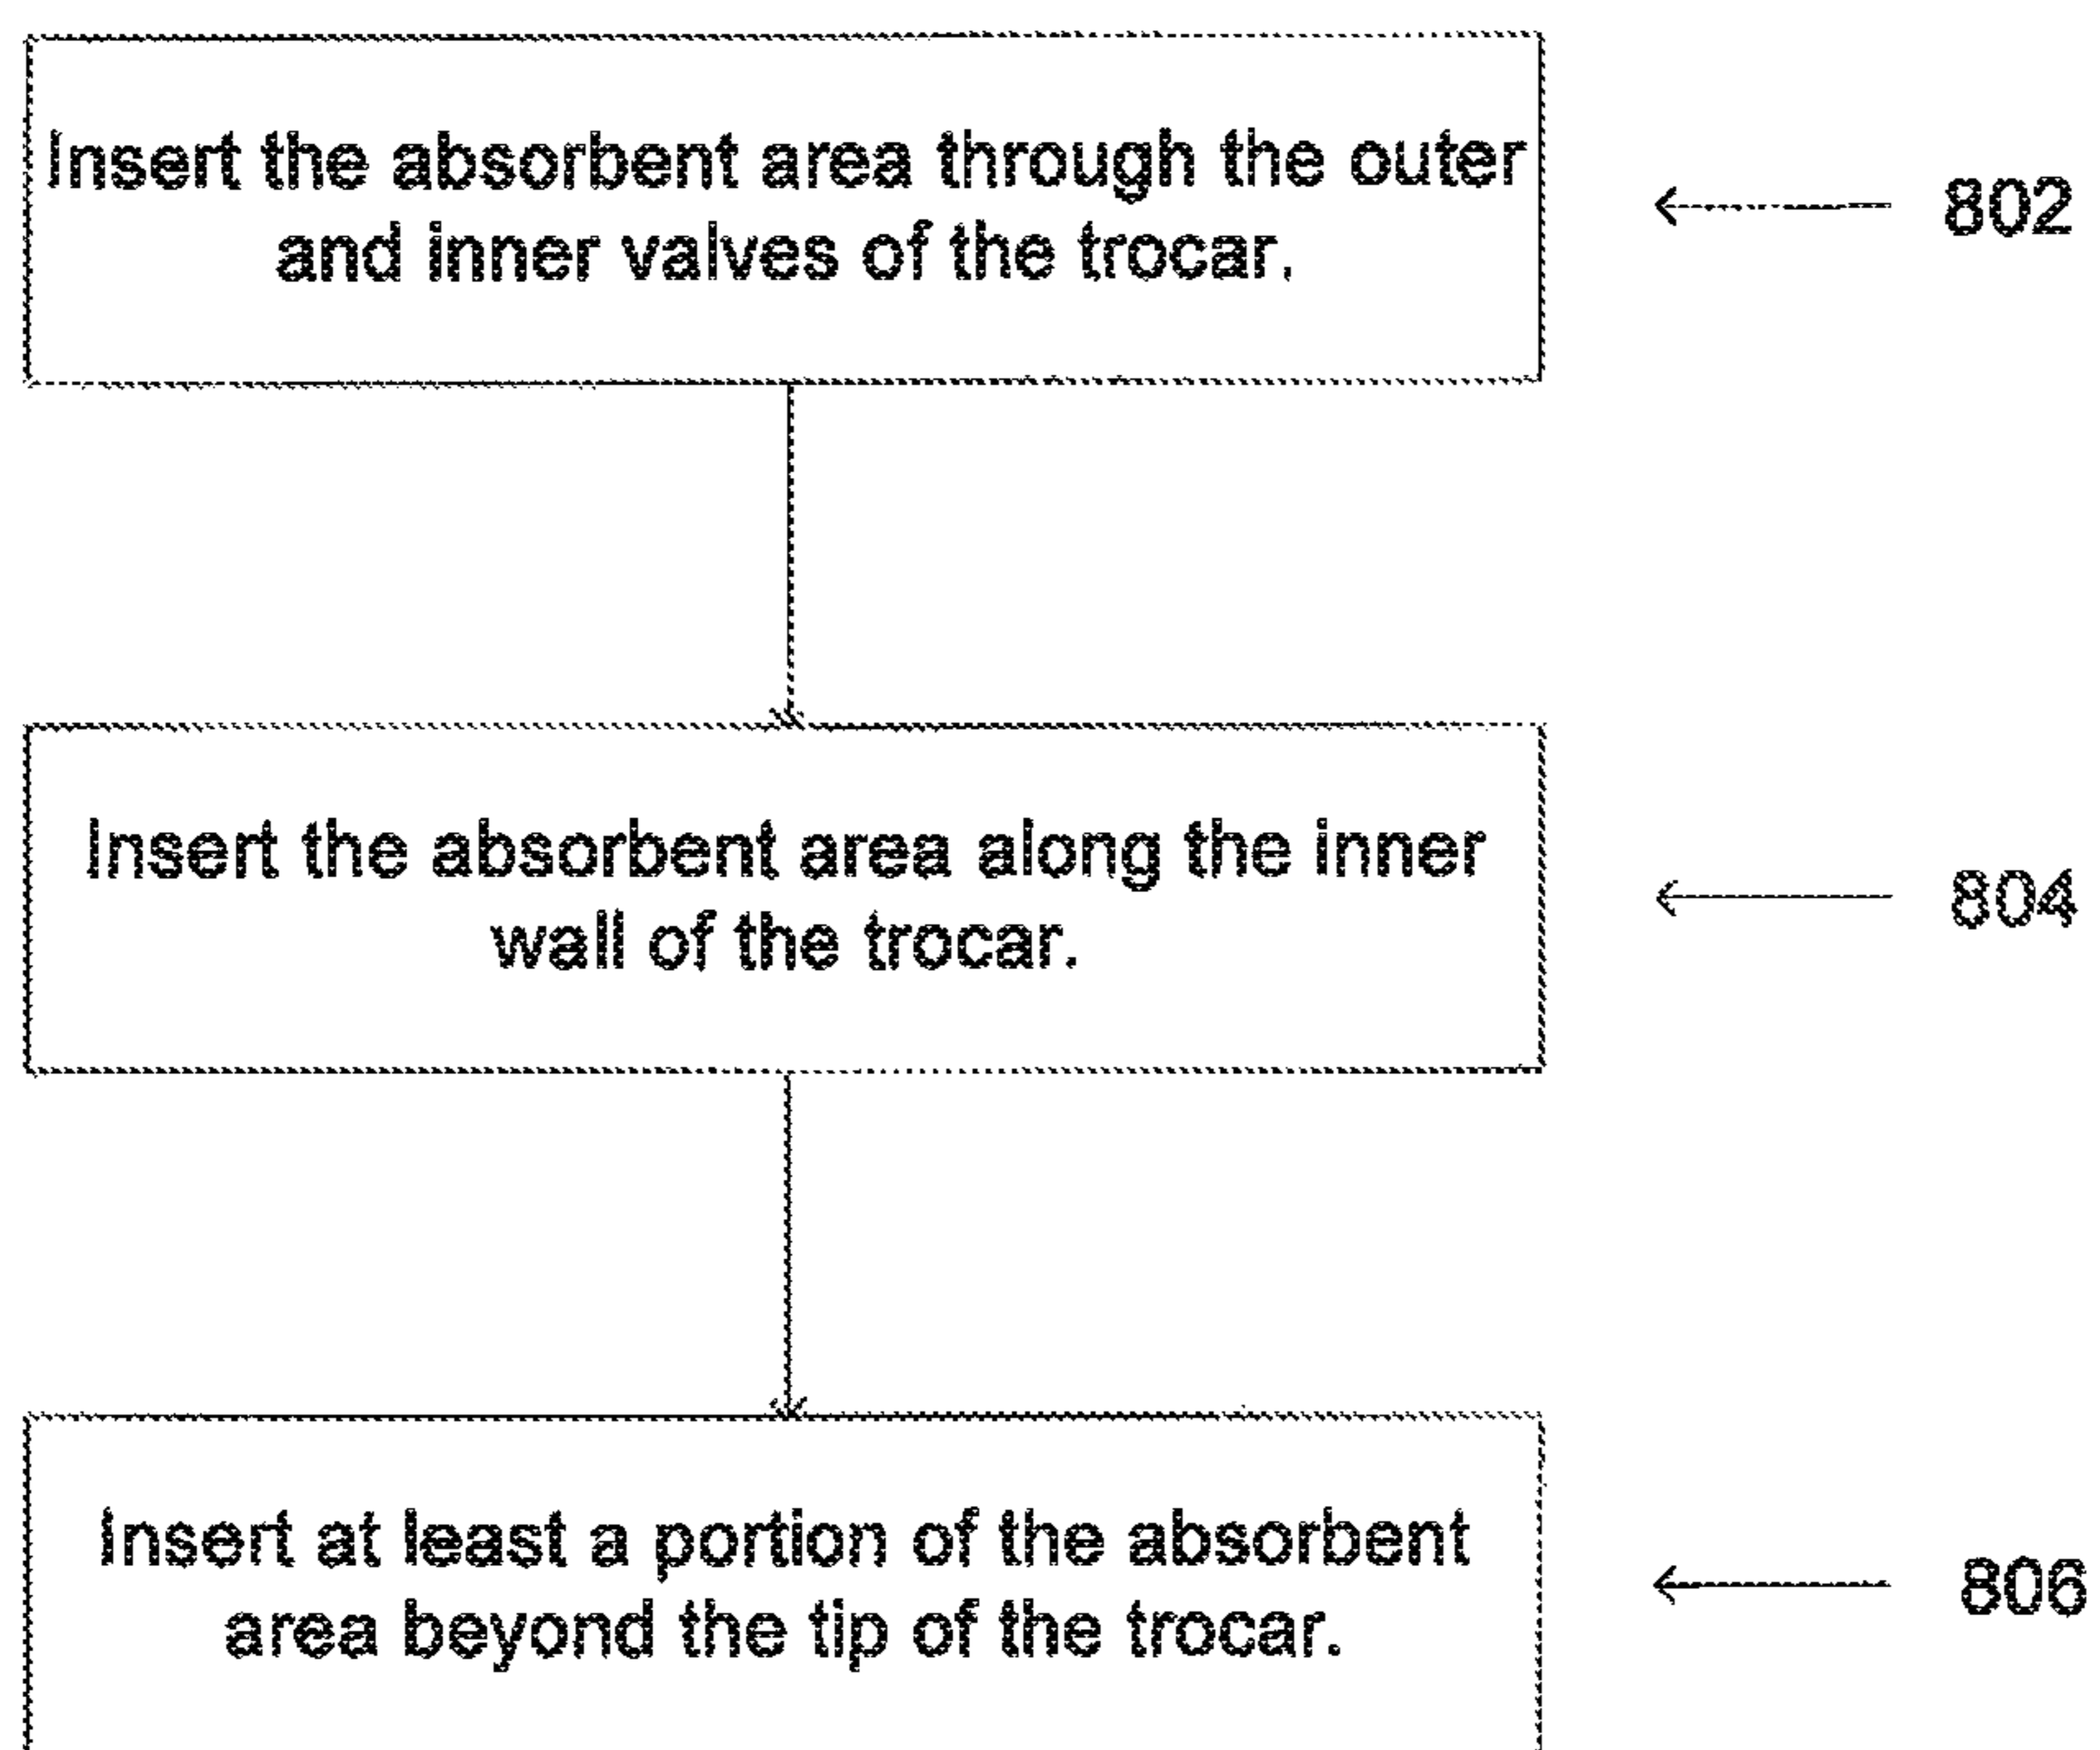 Insert the absorbent area through the outer
and inner valves of the trocar.
802
Insert the absorbent area along the inner
wall of the trocar.
804
Insert at least a portion of the absorbent
area beyond the tip of the trocar.
806